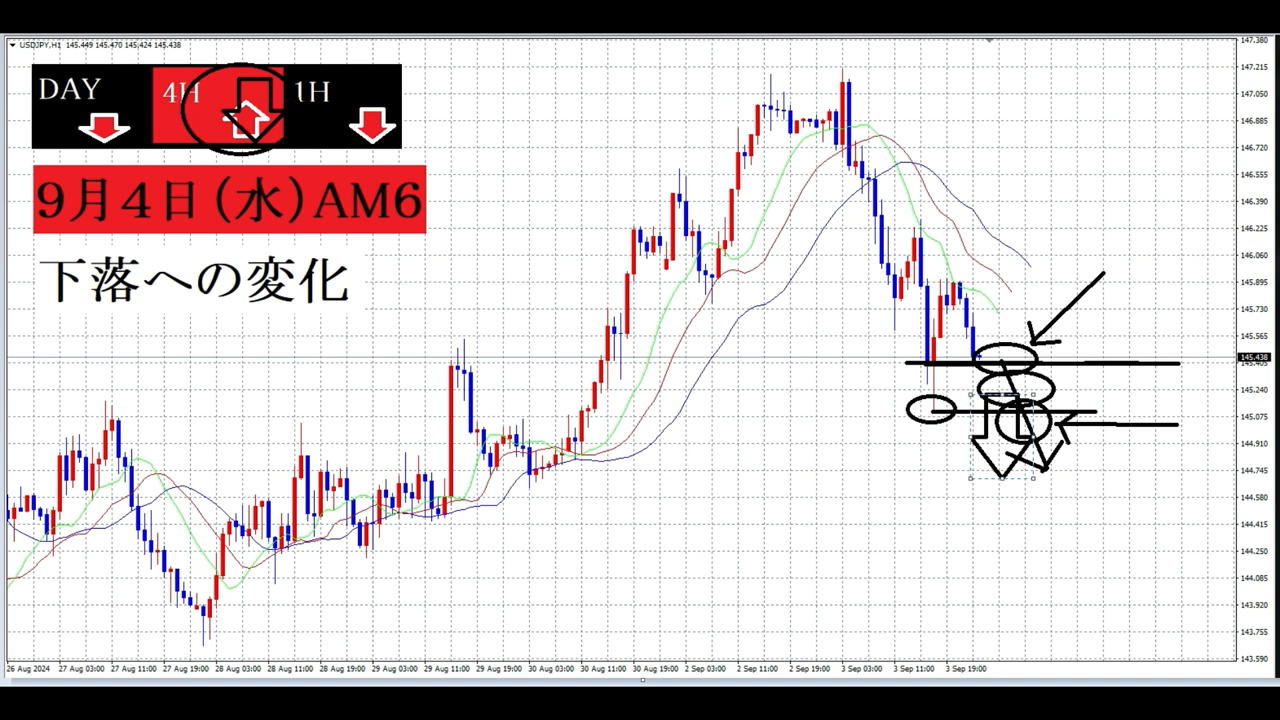 USDJPY,H1 145.449 145.470 145.424 145.438
DAY
4H
1H
9月4日(水)AM6
下落への変化
147.380
147.215
147.050
146.885
146.720
146.555
146.390
146.225
146.060
145.895
145.730
145.438
145.405
145.240
145.075
144.910
144.745
144.580
144.415
144.250
144.085
143.920
143.755
143.590
26 Aug 2024
27 Aug 03:00
27 Aug 11:00
27 Aug 19:00
28 Aug 03:00
28 Aug 11:00
28 Aug 19:00
29 Aug 03:00
29 Aug 11:00
29 Aug 19:00
30 Aug 03:00
30 Aug 11:00
30 Aug 19:00
2 Sep 03:00
2 Sep 11:00
2 Sep 19:00
3 Sep 03:00
3 Sep 11:00
3 Sep 19:00